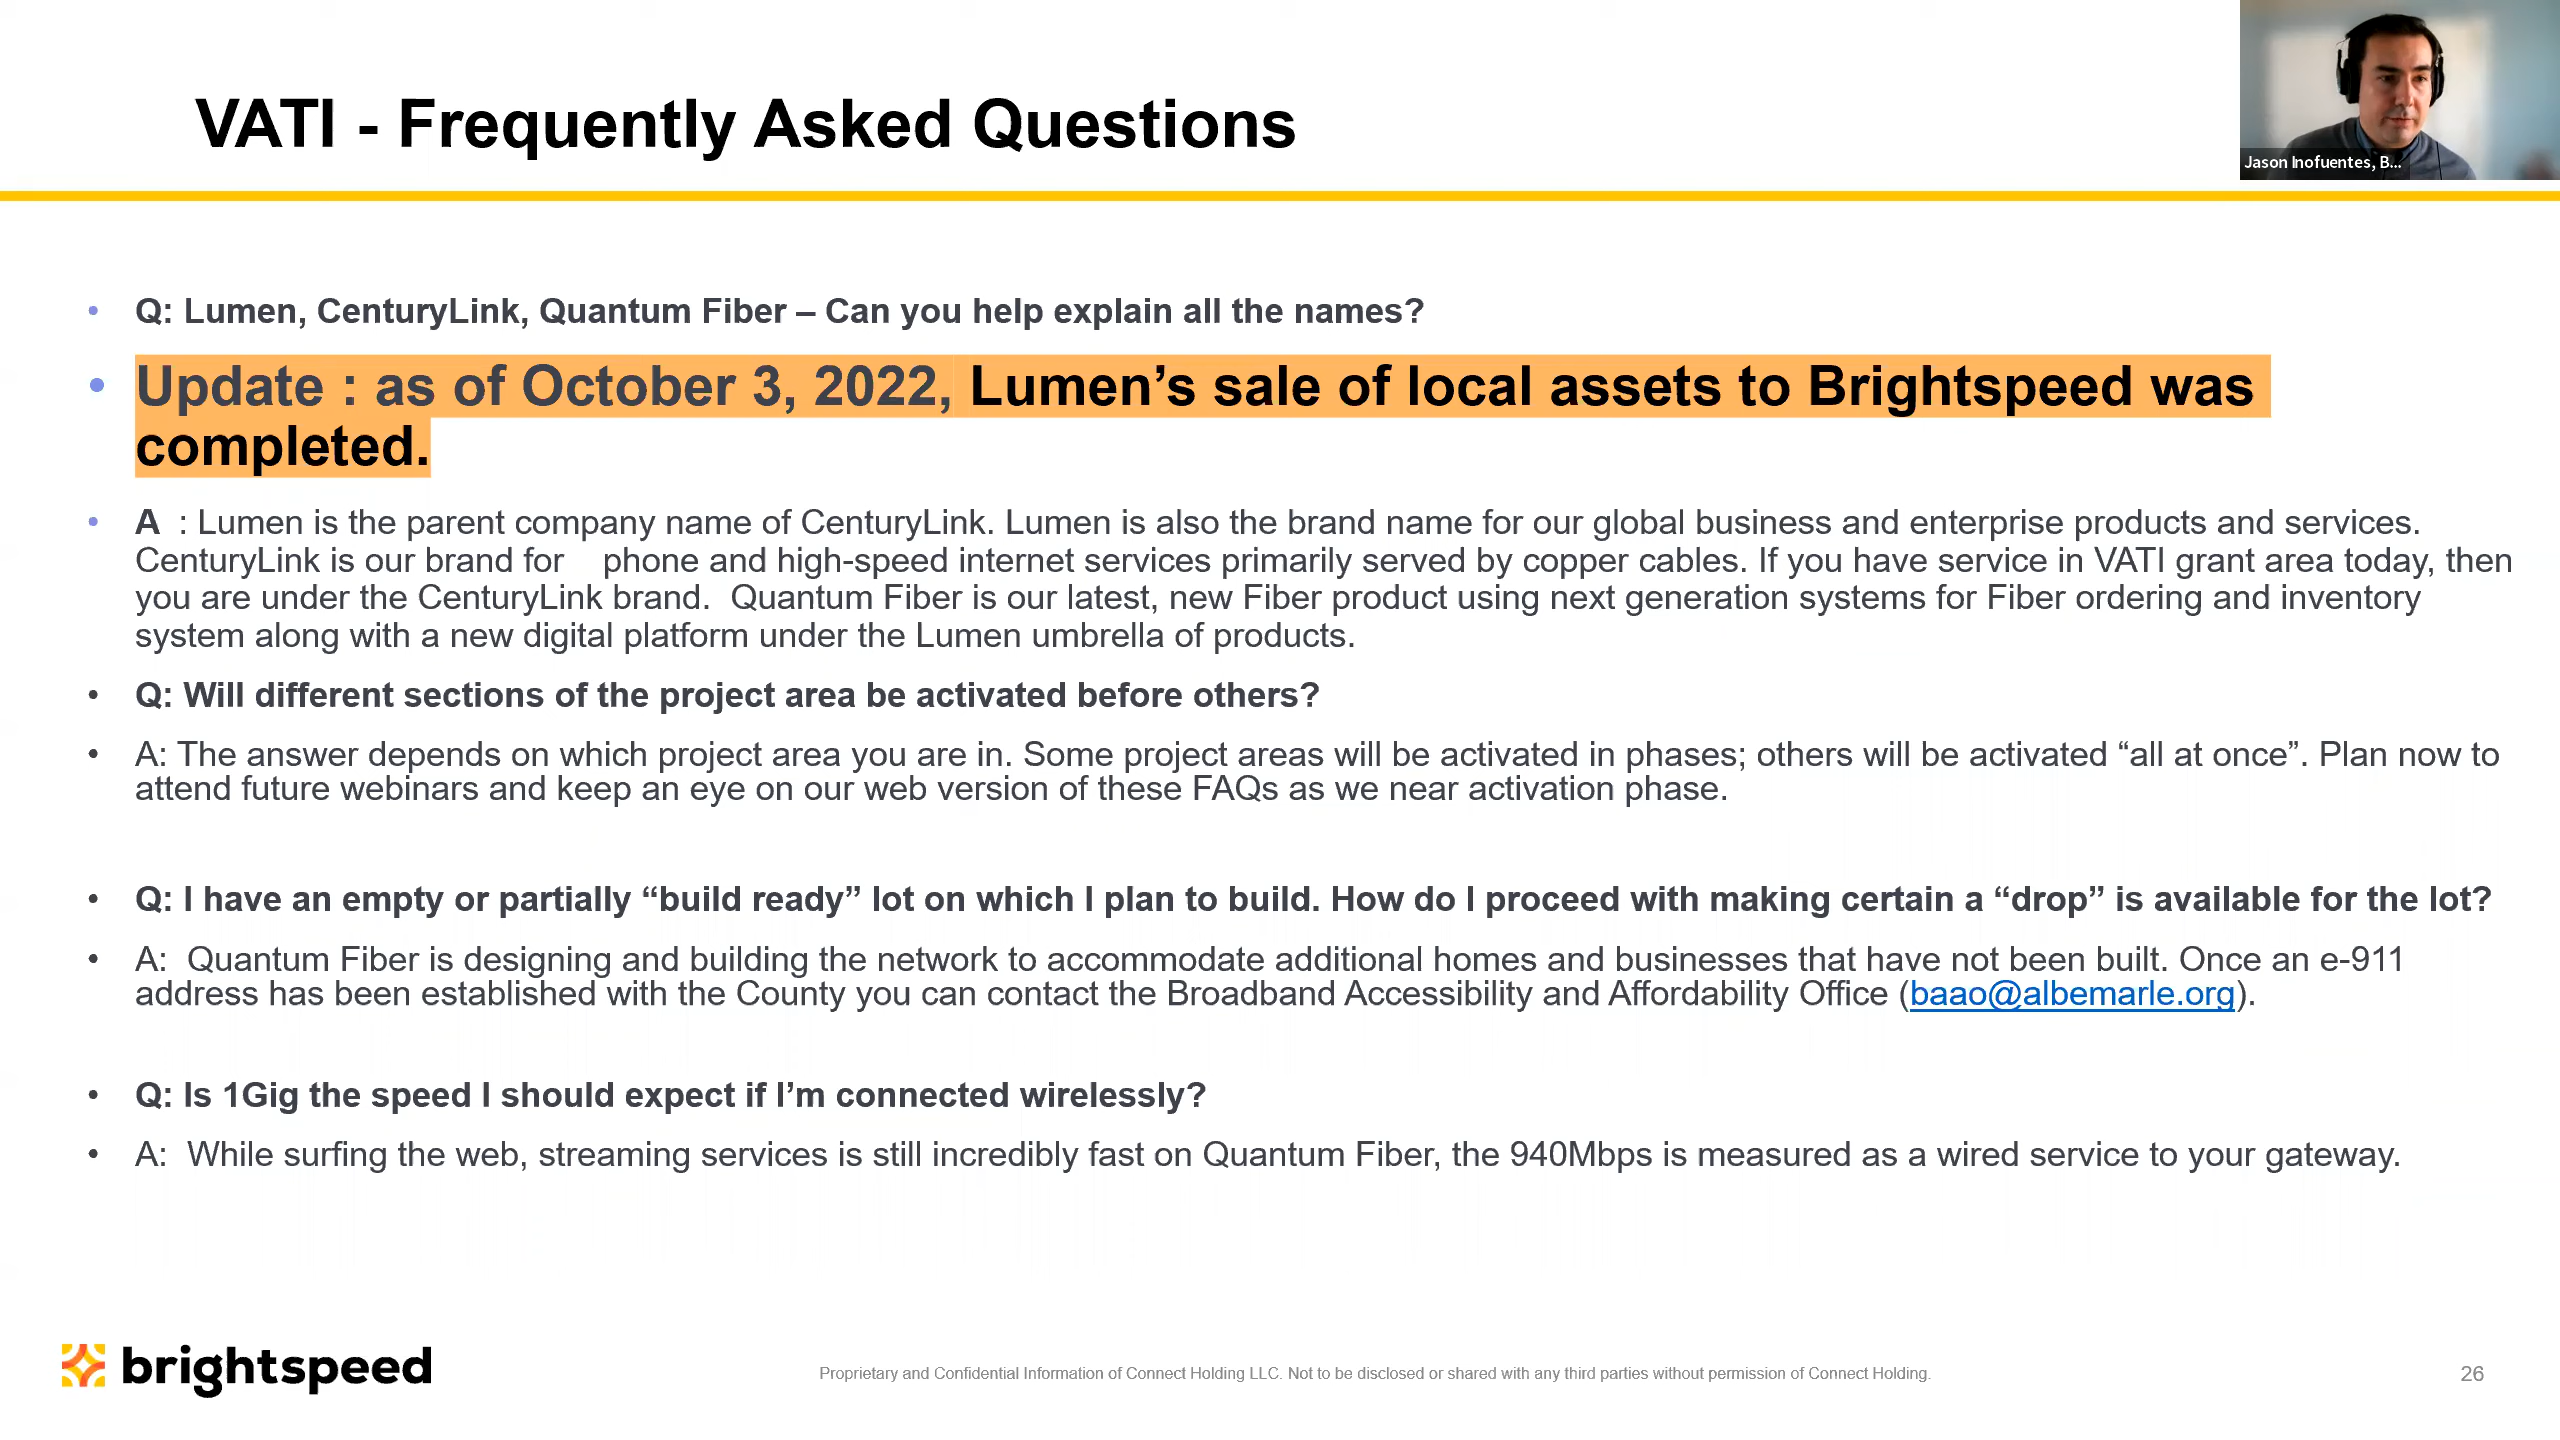 VATI - Frequently Asked Questions
Jason Inofuentes, B...
• Q: Lumen, CenturyLink, Quantum Fiber – Can you help explain all the names?
• Update : as of October 3, 2022, Lumen’s sale of local assets to Brightspeed was
completed.
• A : Lumen is the parent company name of CenturyLink. Lumen is also the brand name for our global business and enterprise products and services.
CenturyLink is our brand for phone and high-speed internet services primarily served by copper cables. If you have service in VATI grant area today, then
you are under the CenturyLink brand. Quantum Fiber is our latest, new Fiber product using next generation systems for Fiber ordering and inventory
system along with a new digital platform under the Lumen umbrella of products.
• Q: Will different sections of the project area be activated before others?
• A: The answer depends on which project area you are in. Some project areas will be activated in phases; others will be activated “all at once”. Plan now to
attend future webinars and keep an eye on our web version of these FAQs as we near activation phase.
• Q: I have an empty or partially “build ready” lot on which I plan to build. How do I proceed with making certain a “drop” is available for the lot?
• A: Quantum Fiber is designing and building the network to accommodate additional homes and businesses that have not been built. Once an e-911
address has been established with the County you can contact the Broadband Accessibility and Affordability Office (baao@albemarle.org).
• Q: Is 1Gig the speed I should expect if I’m connected wirelessly?
• A: While surfing the web, streaming services is still incredibly fast on Quantum Fiber, the 940Mbps is measured as a wired service to your gateway.
brightspeed
Proprietary and Confidential Information of Connect Holding LLC. Not to be disclosed or shared with any third parties without permission of Connect Holding.
26